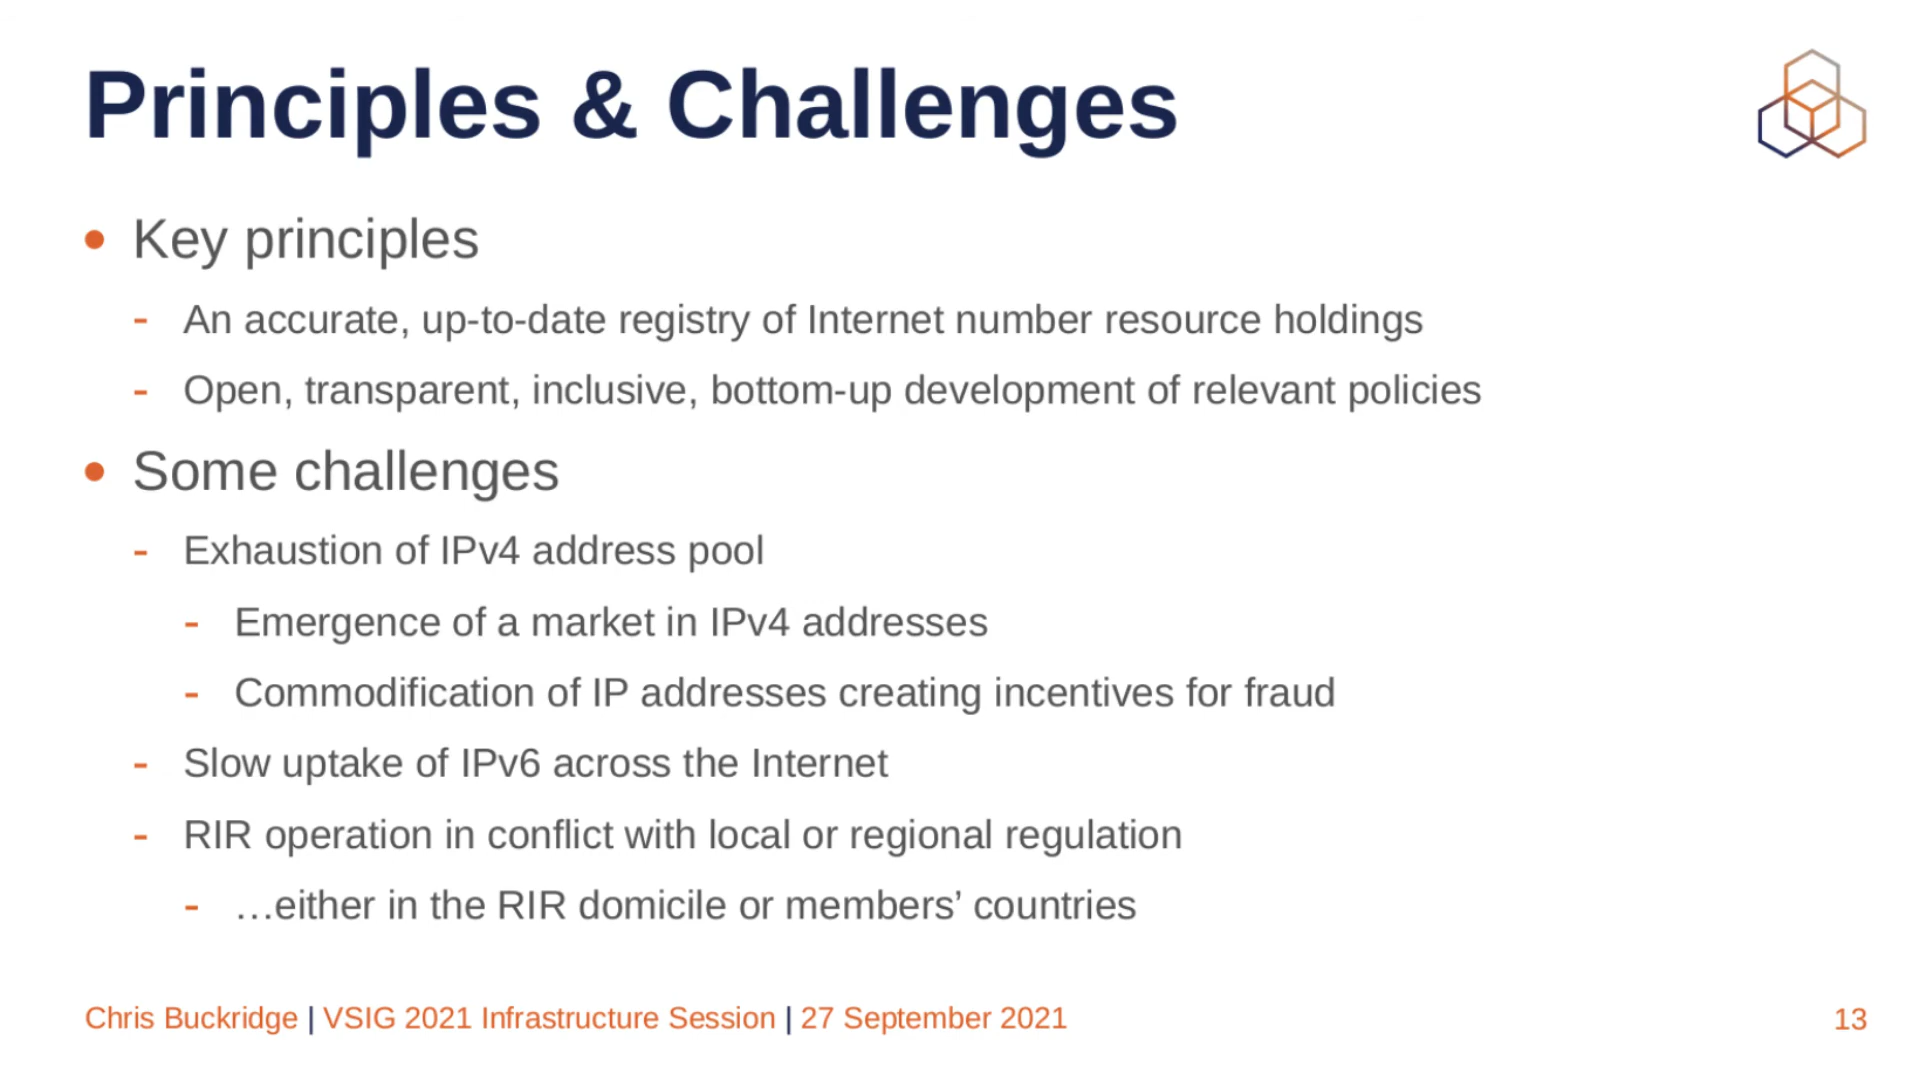 Principles & Challenges
• Key principles
- An accurate, up-to-date registry of Internet number resource holdings
- Open, transparent, inclusive, bottom-up development of relevant policies
• Some challenges
- Exhaustion of IPv4 address pool
- Emergence of a market in IPv4 addresses
- Commodification of IP addresses creating incentives for fraud
- Slow uptake of IPv6 across the Internet
- RIR operation in conflict with local or regional regulation
- …either in the RIR domicile or members’ countries
Chris Buckridge | VSIG 2021 Infrastructure Session | 27 September 2021
13